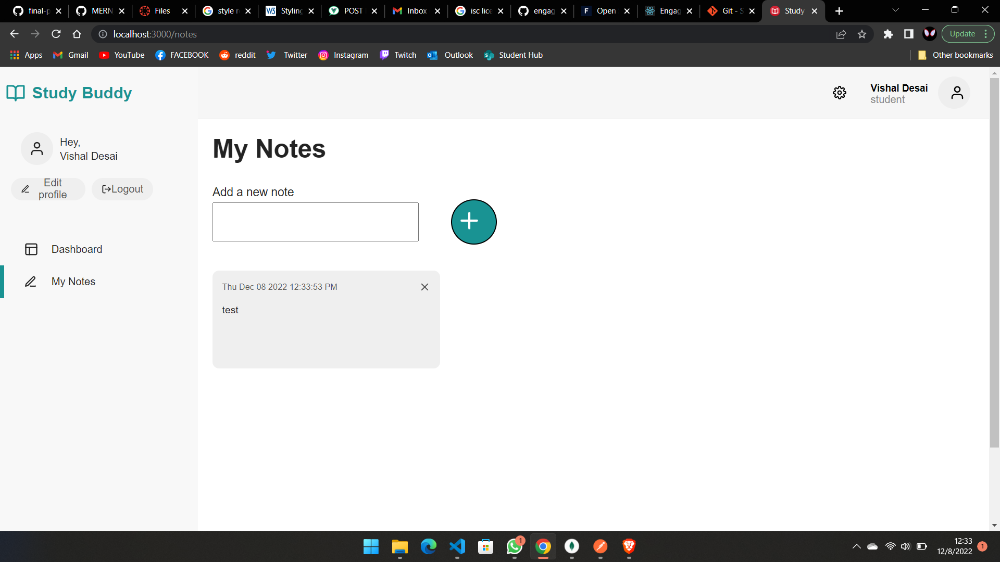 final-p
MERN
Files
style r
Styling
POST
Inbox
isc lice
engag
Open
Engag
Git - S
Study
localhost:3000/notes
Update
Apps
Gmail
YouTube
FACEBOOK
reddit
Twitter
Instagram
Twitch
Outlook
Student Hub
Other bookmarks
Study Buddy
Vishal Desai
student
Hey,
Vishal Desai
Edit
profile
Logout
Dashboard
My Notes
My Notes
Add a new note
Thu Dec 08 2022 12:33:53 PM
test
1
12:33
12/8/2022
1